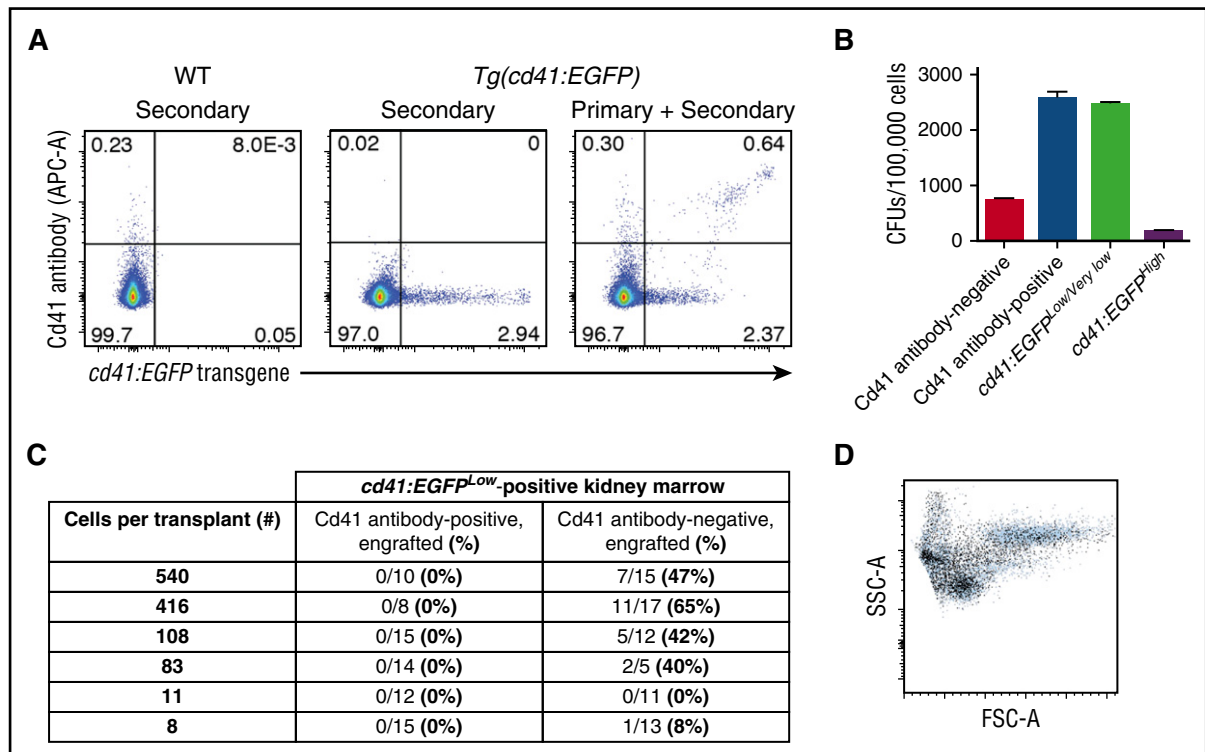 A
WT
Secondary
Tg(cd41:EGFP)
Secondary
Primary + Secondary
Cd41 antibody (APC-A)
0.23 8.0E-3
99.7 0.05
0.02 0
97.0 2.94
0.30 0.64
96.7 2.37
cd41:EGFP transgene
B
CFUs/100,000 cells
3000
2000
1000
0
Cd41 antibody-negative
Cd41 antibody-positive
cd41:EGFP^Low/Very low
cd41:EGFP^High
C
cd41:EGFP^Low-positive kidney marrow
Cells per transplant (#) Cd41 antibody-positive, engrafted (%) Cd41 antibody-negative, engrafted (%)
540 0/10 (0%) 7/15 (47%)
416 0/8 (0%) 11/17 (65%)
108 0/15 (0%) 5/12 (42%)
83 0/14 (0%) 2/5 (40%)
11 0/12 (0%) 0/11 (0%)
8 0/15 (0%) 1/13 (8%)
D
SSC-A
FSC-A